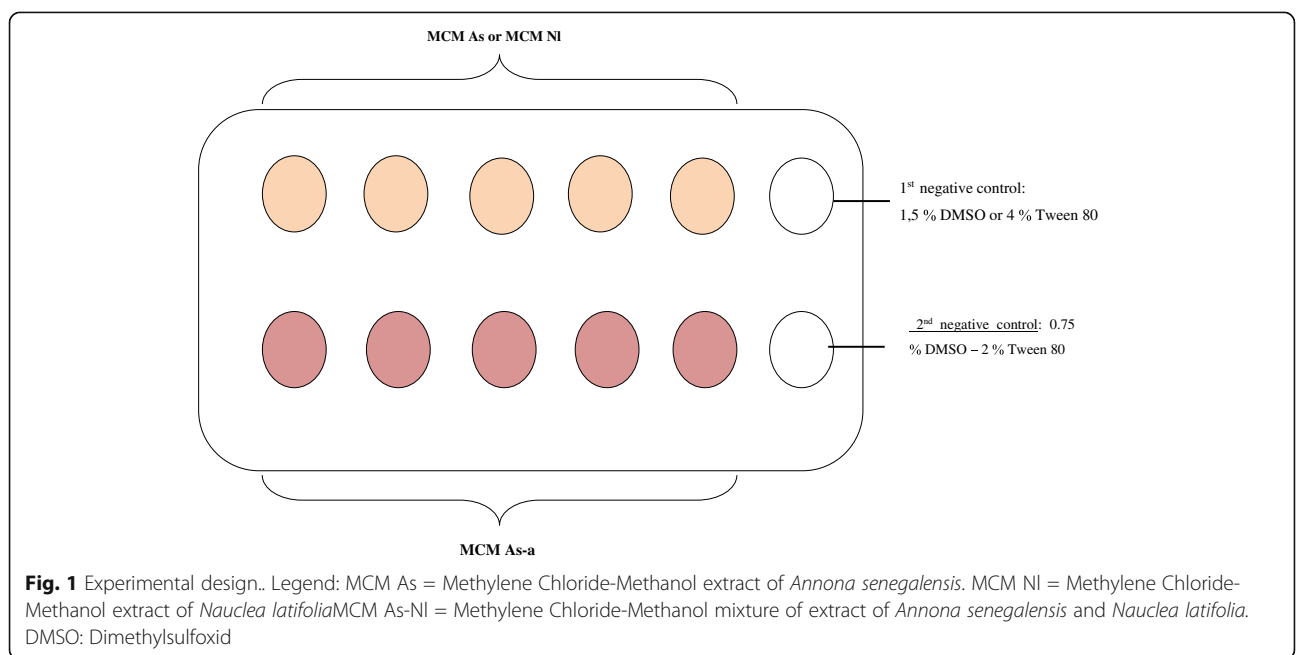 MCM As or MCM Nl
1st negative control:
1,5 % DMSO or 4 % Tween 80
2nd negative control: 0.75
% DMSO – 2 % Tween 80
MCM As-a
Fig. 1 Experimental design.. Legend: MCM As = Methylene Chloride-Methanol extract of Annona senegalensis. MCM Nl = Methylene Chloride-
Methanol extract of Nauclea latifoliaMCM As-Nl = Methylene Chloride-Methanol mixture of extract of Annona senegalensis and Nauclea latifolia.
DMSO: Dimethylsulfoxid